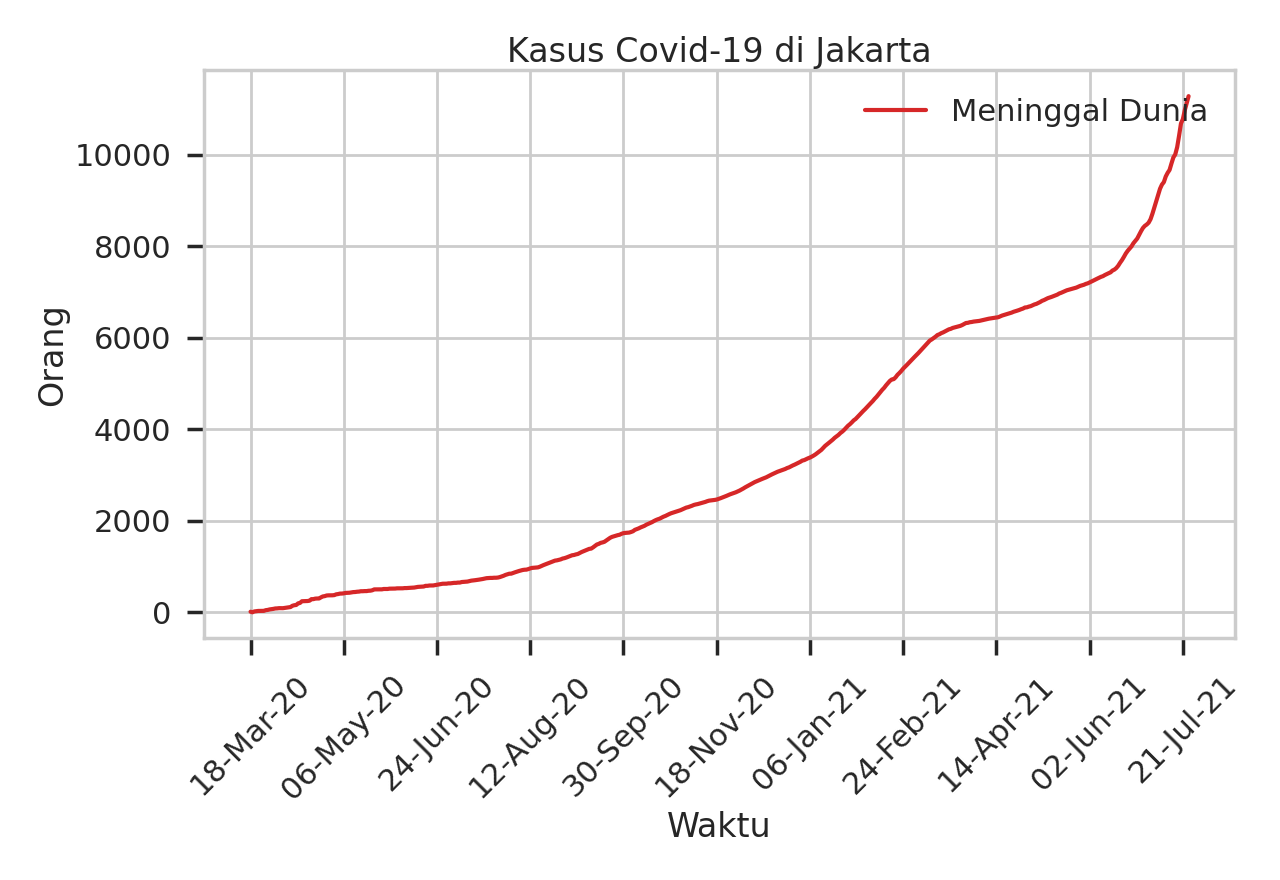 Kasus Covid-19 di Jakarta
Meninggal Dunia
10000
8000
6000
4000
2000
0
Orang
18-Mar-20
06-May-20
24-Jun-20
12-Aug-20
30-Sep-20
18-Nov-20
06-Jan-21
24-Feb-21
14-Apr-21
02-Jun-21
21-Jul-21
Waktu